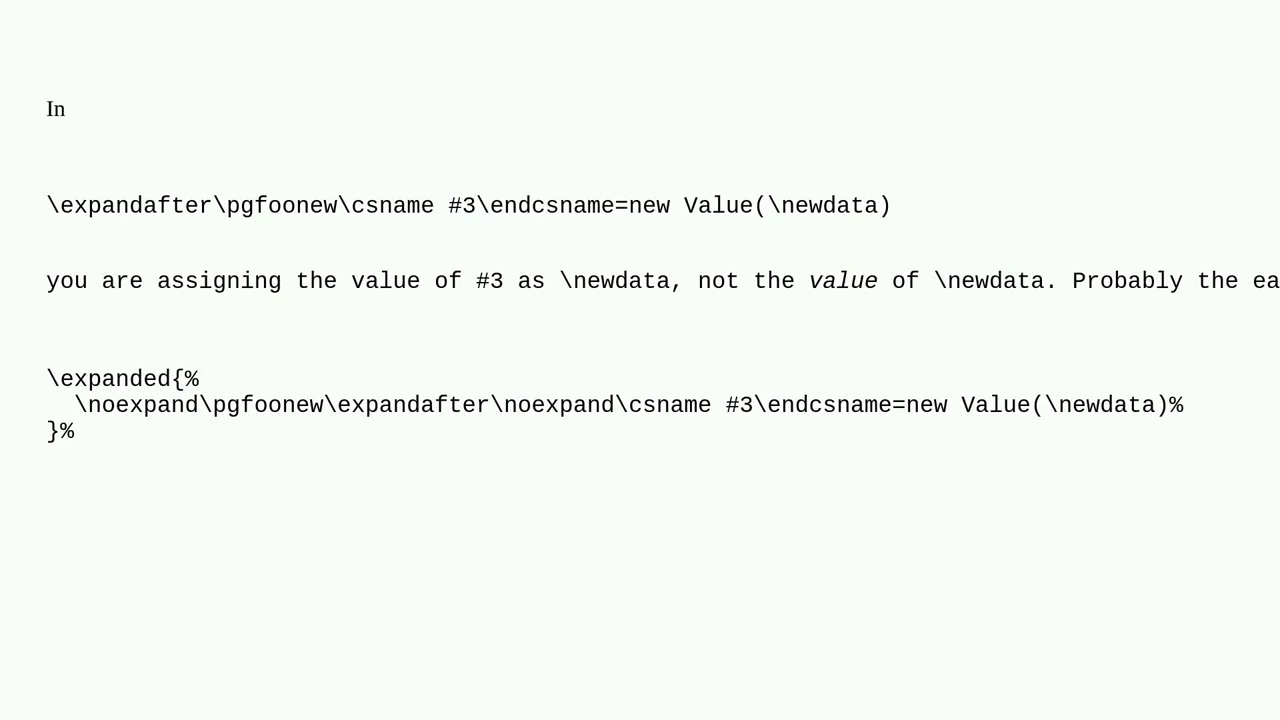 In
\expandafter\pgfoonew\csname #3\endcsname=new Value(\newdata)
you are assigning the value of #3 as \newdata, not the value of \newdata. Probably the
\expanded{%
  \noexpand\pgfoonew\expandafter\noexpand\csname #3\endcsname=new Value(\newdata)%
}%